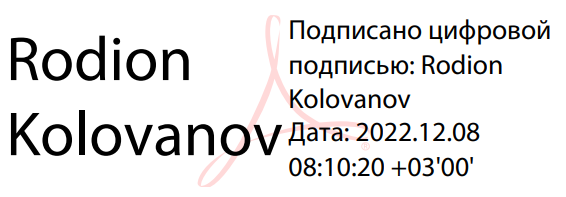 Rodion
Kolovanov
Подписано цифровой
подписью: Rodion
Kolovanov
Дата: 2022.12.08
08:10:20 +03'00'